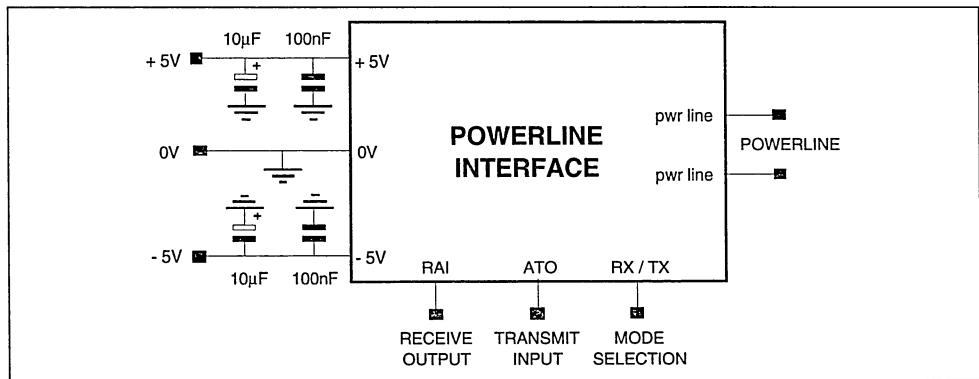 10µF 100nF
+ 5V + 5V
+
pwr line
POWERLINE
INTERFACE
POWERLINE
0V 0V
pwr line
+
- 5V - 5V
10µF 100nF
RAI ATO RX / TX
RECEIVE OUTPUT
TRANSMIT INPUT
MODE SELECTION